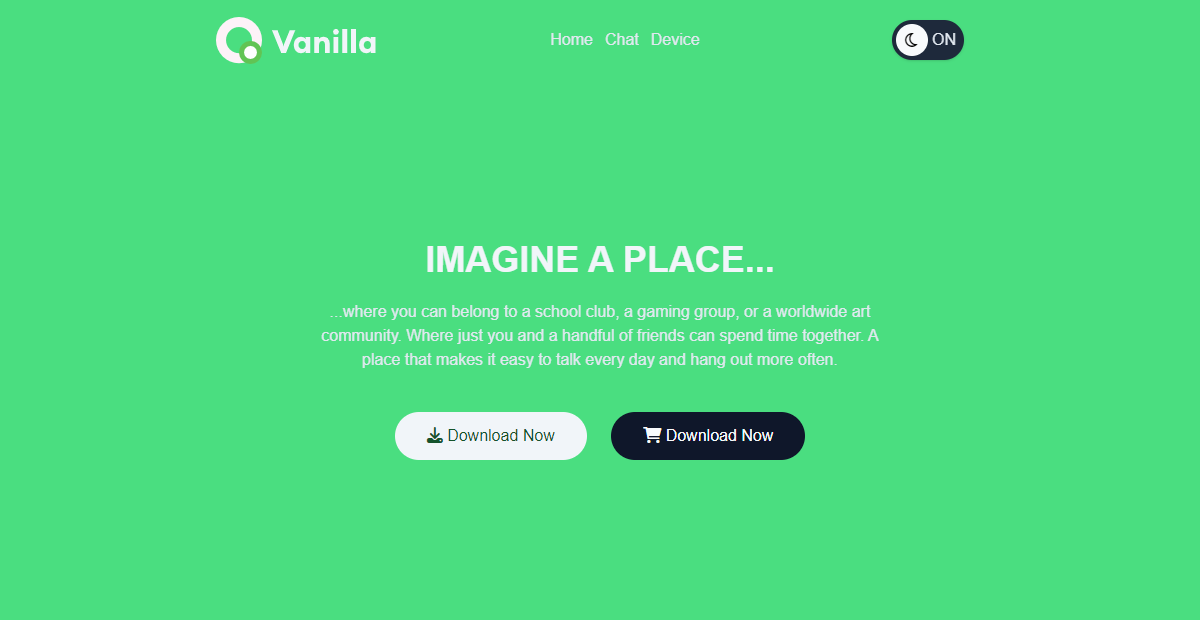 Vanilla
Home Chat Device
ON
IMAGINE A PLACE...
...where you can belong to a school club, a gaming group, or a worldwide art
community. Where just you and a handful of friends can spend time together. A
place that makes it easy to talk every day and hang out more often.
Download Now
Download Now